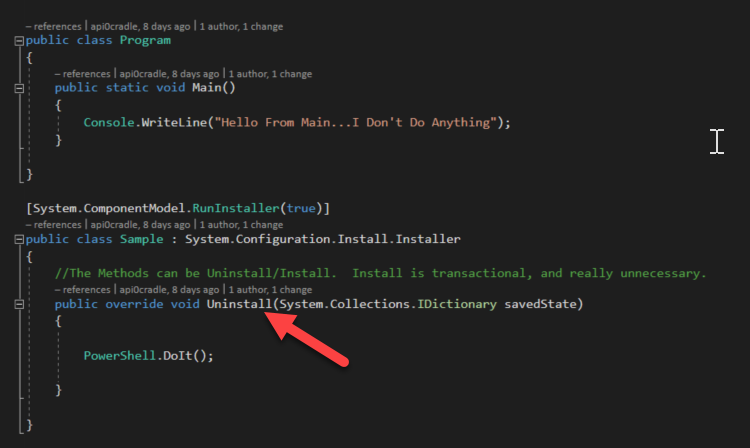 – references | api0cradle, 8 days ago | 1 author, 1 change
public class Program
{
– references | api0cradle, 8 days ago | 1 author, 1 change
public static void Main()
{
Console.WriteLine("Hello From Main...I Don't Do Anything");
}
}
[System.ComponentModel.RunInstaller(true)]
– references | api0cradle, 8 days ago | 1 author, 1 change
public class Sample : System.Configuration.Install.Installer
{
//The Methods can be Uninstall/Install.  Install is transactional, and really unnecessary.
– references | api0cradle, 8 days ago | 1 author, 1 change
public override void Uninstall(System.Collections.IDictionary savedState)
{
PowerShell.DoIt();
}
}